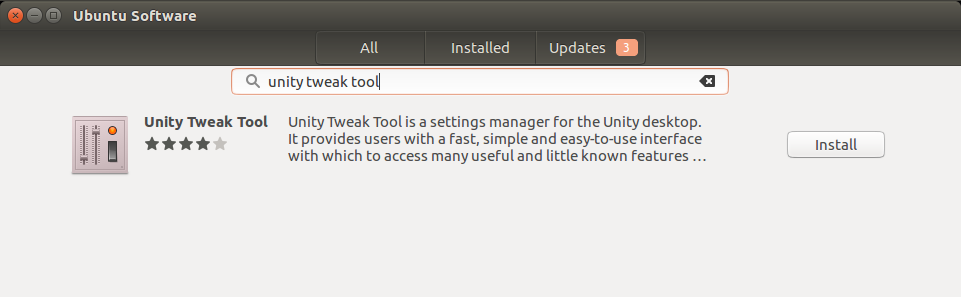 Ubuntu Software
All Installed Updates 3
unity tweak tool
Unity Tweak Tool
Unity Tweak Tool is a settings manager for the Unity desktop.
It provides users with a fast, simple and easy-to-use interface
with which to access many useful and little known features ...
Install